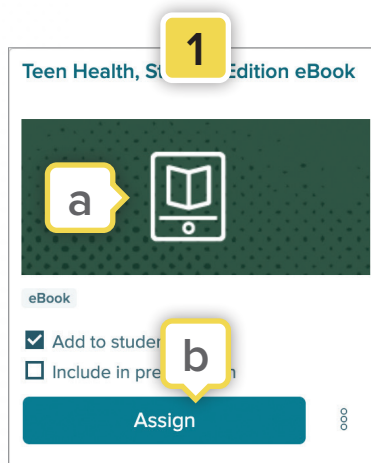 1
Teen Health, St Edition eBook
a
eBook
Add to studen
Include in pre n
b
Assign